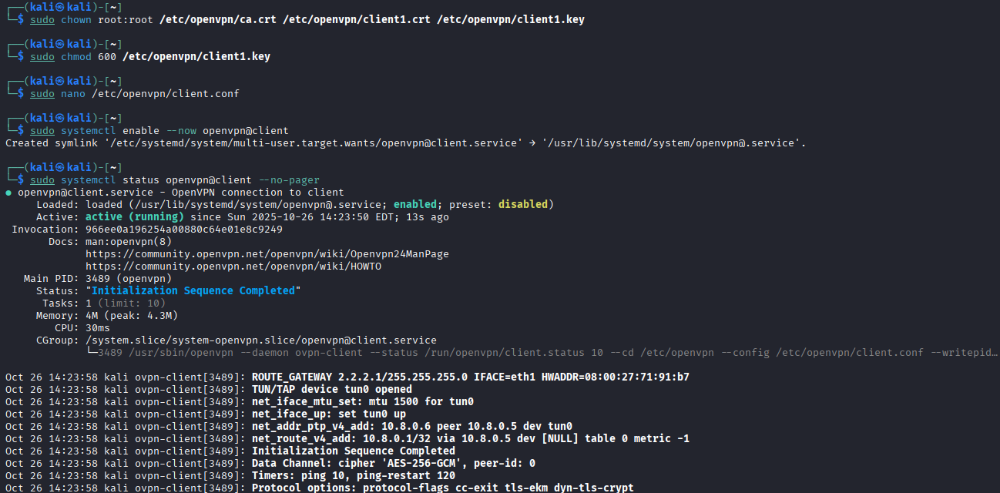 ┌──(kali㉿kali)-[~]
└─$ sudo chown root:root /etc/openvpn/ca.crt /etc/openvpn/client1.crt /etc/openvpn/client1.key
┌──(kali㉿kali)-[~]
└─$ sudo chmod 600 /etc/openvpn/client1.key
┌──(kali㉿kali)-[~]
└─$ sudo nano /etc/openvpn/client.conf
┌──(kali㉿kali)-[~]
└─$ sudo systemctl enable --now openvpn@client
Created symlink '/etc/systemd/system/multi-user.target.wants/openvpn@client.service' → '/usr/lib/systemd/system/openvpn@.service'.
┌──(kali㉿kali)-[~]
└─$ sudo systemctl status openvpn@client --no-pager
● openvpn@client.service - OpenVPN connection to client
Loaded: loaded (/usr/lib/systemd/system/openvpn@.service; enabled; preset: disabled)
Active: active (running) since Sun 2025-10-26 14:23:50 EDT; 13s ago
Invocation: 966ee0a196254a00880c64e01e8c9249
Docs: man:openvpn(8)
https://community.openvpn.net/openvpn/wiki/Openvpn24ManPage
https://community.openvpn.net/openvpn/wiki/HOWTO
Main PID: 3489 (openvpn)
Status: "Initialization Sequence Completed"
Tasks: 1 (limit: 10)
Memory: 4M (peak: 4.3M)
CPU: 30ms
CGroup: /system.slice/system-openvpn.slice/openvpn@client.service
└─3489 /usr/sbin/openvpn --daemon ovpn-client --status /run/openvpn/client.status 10 --cd /etc/openvpn --config /etc/openvpn/client.conf --writepid…
Oct 26 14:23:58 kali ovpn-client[3489]: ROUTE_GATEWAY 2.2.2.1/255.255.255.0 IFACE=eth1 HWADDR=08:00:27:71:91:b7
Oct 26 14:23:58 kali ovpn-client[3489]: TUN/TAP device tun0 opened
Oct 26 14:23:58 kali ovpn-client[3489]: net_iface_mtu_set: mtu 1500 for tun0
Oct 26 14:23:58 kali ovpn-client[3489]: net_iface_up: set tun0 up
Oct 26 14:23:58 kali ovpn-client[3489]: net_addr_ptp_v4_add: 10.8.0.6 peer 10.8.0.5 dev tun0
Oct 26 14:23:58 kali ovpn-client[3489]: net_route_v4_add: 10.8.0.1/32 via 10.8.0.5 dev [NULL] table 0 metric -1
Oct 26 14:23:58 kali ovpn-client[3489]: Initialization Sequence Completed
Oct 26 14:23:58 kali ovpn-client[3489]: Data Channel: cipher 'AES-256-GCM', peer-id: 0
Oct 26 14:23:58 kali ovpn-client[3489]: Timers: ping 10, ping-restart 120
Oct 26 14:23:58 kali ovpn-client[3489]: Protocol options: protocol-flags cc-exit tls-ekm dyn-tls-crypt